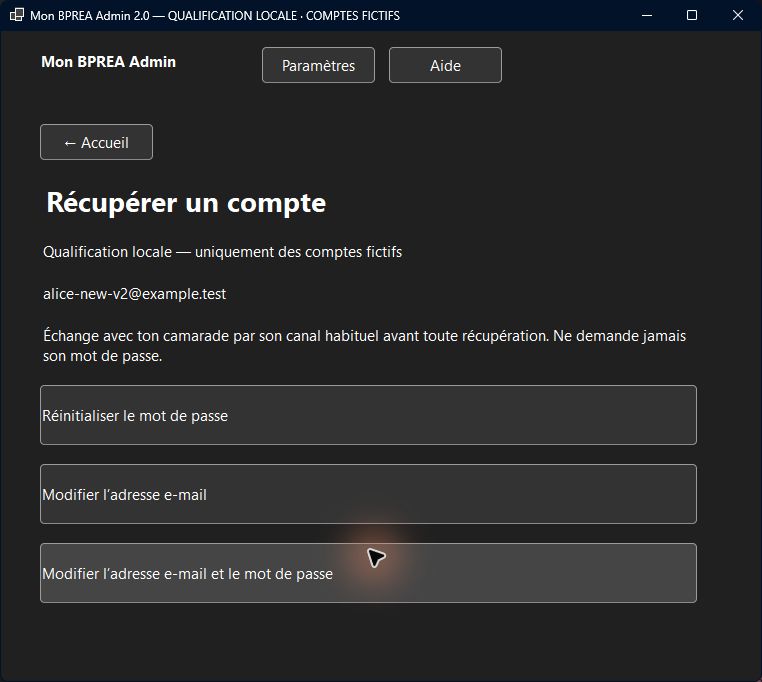 Mon BPREA Admin 2.0 — QUALIFICATION LOCALE · COMPTES FICTIFS
Mon BPREA Admin
Paramètres
Aide
← Accueil
Récupérer un compte
Qualification locale — uniquement des comptes fictifs
alice-new-v2@example.test
Échange avec ton camarade par son canal habituel avant toute récupération. Ne demande jamais
son mot de passe.
Réinitialiser le mot de passe
Modifier l’adresse e-mail
Modifier l’adresse e-mail et le mot de passe